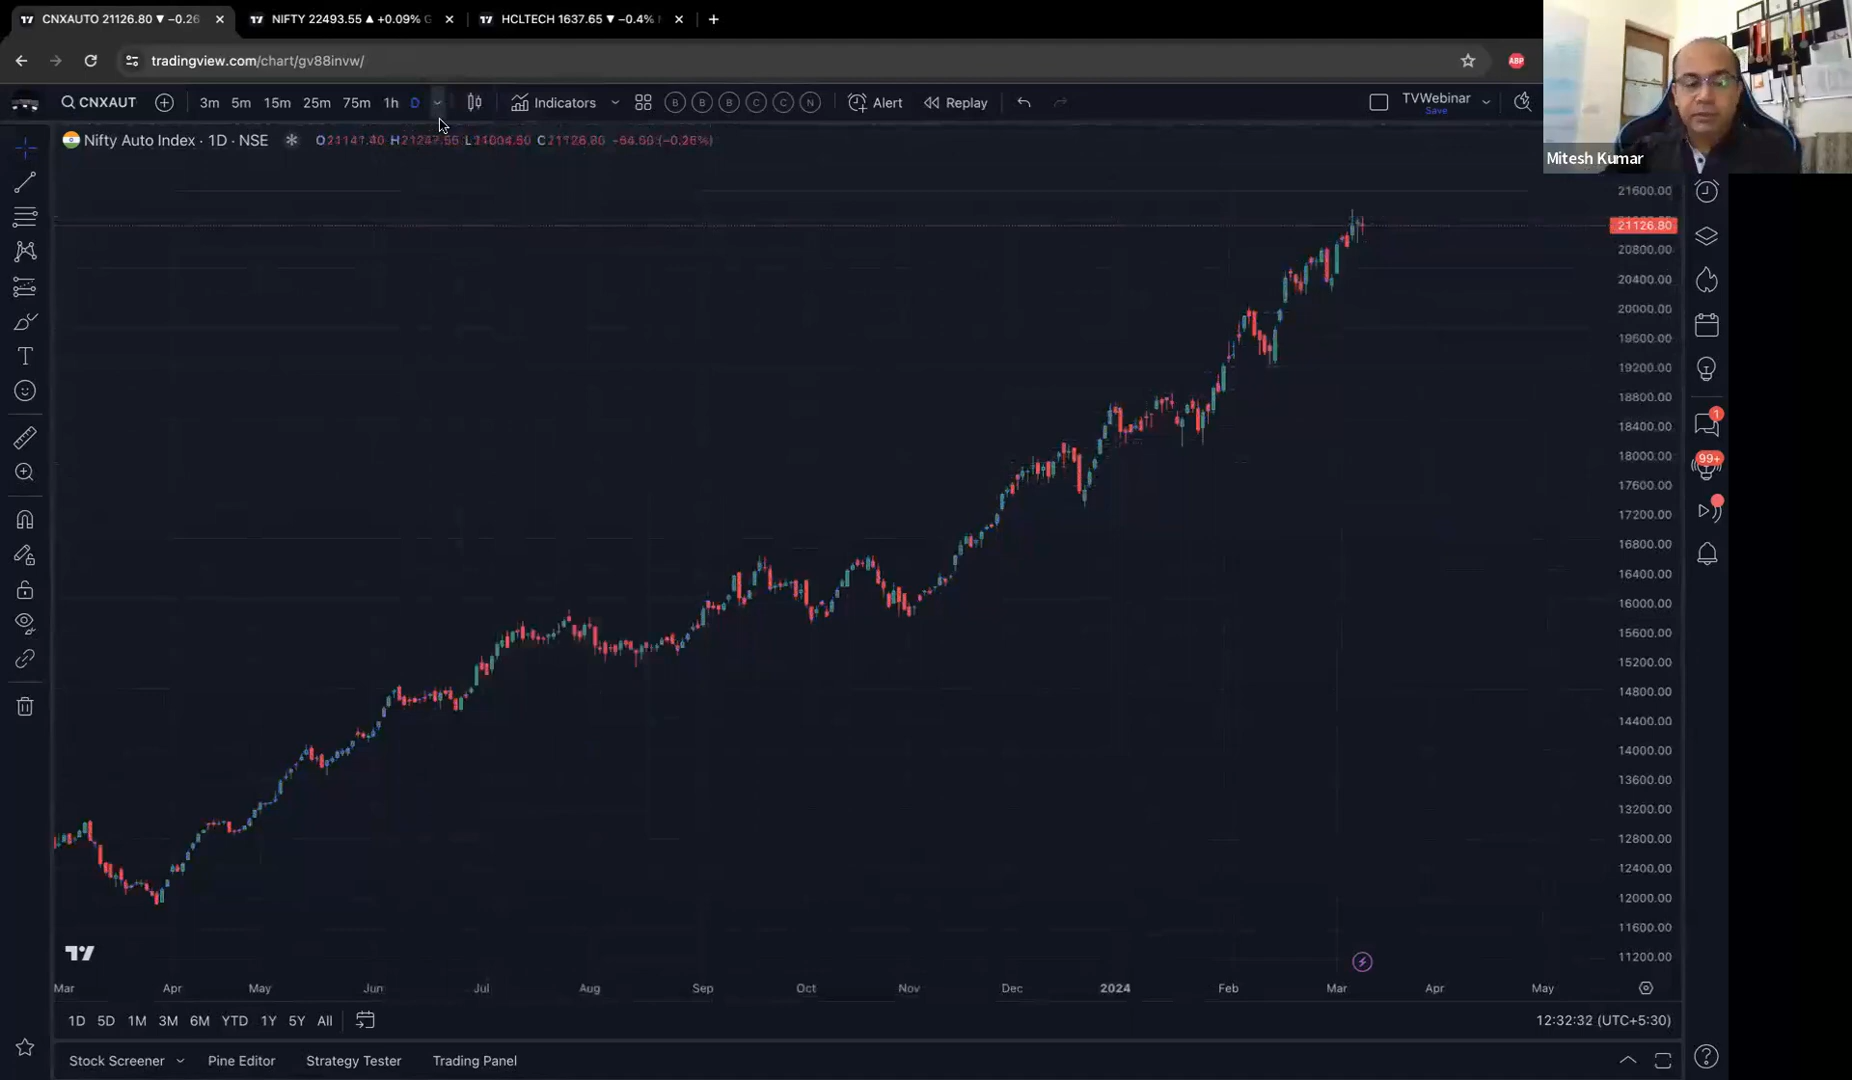 CNXAUTO 21126.80 ▼ −0.26
NIFTY 22493.55 ▲ +0.09%
HCLTECH 1637.65 ▼ −0.4%
tradingview.com/chart/gv88invw/
ABP
CNXAUT 3m 5m 15m 25m 75m 1h D Indicators B B B C C N Alert Replay TVWebinar
Save
Mitesh Kumar
Nifty Auto Index · 1D · NSE
−0.26%
21600.00
21126.80
20800.00
20400.00
20000.00
19600.00
19200.00
18800.00
18400.00
18000.00
17600.00
17200.00
16800.00
16400.00
16000.00
15600.00
15200.00
14800.00
14400.00
14000.00
13600.00
13200.00
12800.00
12400.00
12000.00
11600.00
11200.00
1
99+
Mar Apr May Jun Jul Aug Sep Oct Nov Dec 2024 Feb Mar Apr May
1D 5D 1M 3M 6M YTD 1Y 5Y All
12:32:32 (UTC+5:30)
Stock Screener Pine Editor Strategy Tester Trading Panel